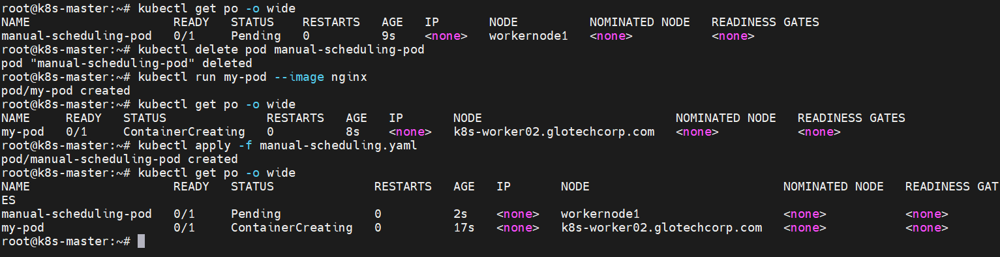 root@k8s-master:~# kubectl get po -o wide
NAME                    READY   STATUS    RESTARTS   AGE   IP       NODE          NOMINATED NODE   READINESS GATES
manual-scheduling-pod   0/1     Pending   0          9s    <none>   workernode1   <none>           <none>
root@k8s-master:~# kubectl delete pod manual-scheduling-pod
pod "manual-scheduling-pod" deleted
root@k8s-master:~# kubectl run my-pod --image nginx
pod/my-pod created
root@k8s-master:~# kubectl get po -o wide
NAME     READY   STATUS              RESTARTS   AGE   IP       NODE                           NOMINATED NODE   READINESS GATES
my-pod   0/1     ContainerCreating   0          8s    <none>   k8s-worker02.glotechcorp.com   <none>           <none>
root@k8s-master:~# kubectl apply -f manual-scheduling.yaml
pod/manual-scheduling-pod created
root@k8s-master:~# kubectl get po -o wide
NAME                    READY   STATUS              RESTARTS   AGE   IP       NODE                           NOMINATED NODE   READINESS GAT
ES
manual-scheduling-pod   0/1     Pending             0          2s    <none>   workernode1                    <none>           <none>
my-pod                  0/1     ContainerCreating   0          17s   <none>   k8s-worker02.glotechcorp.com   <none>           <none>
root@k8s-master:~#